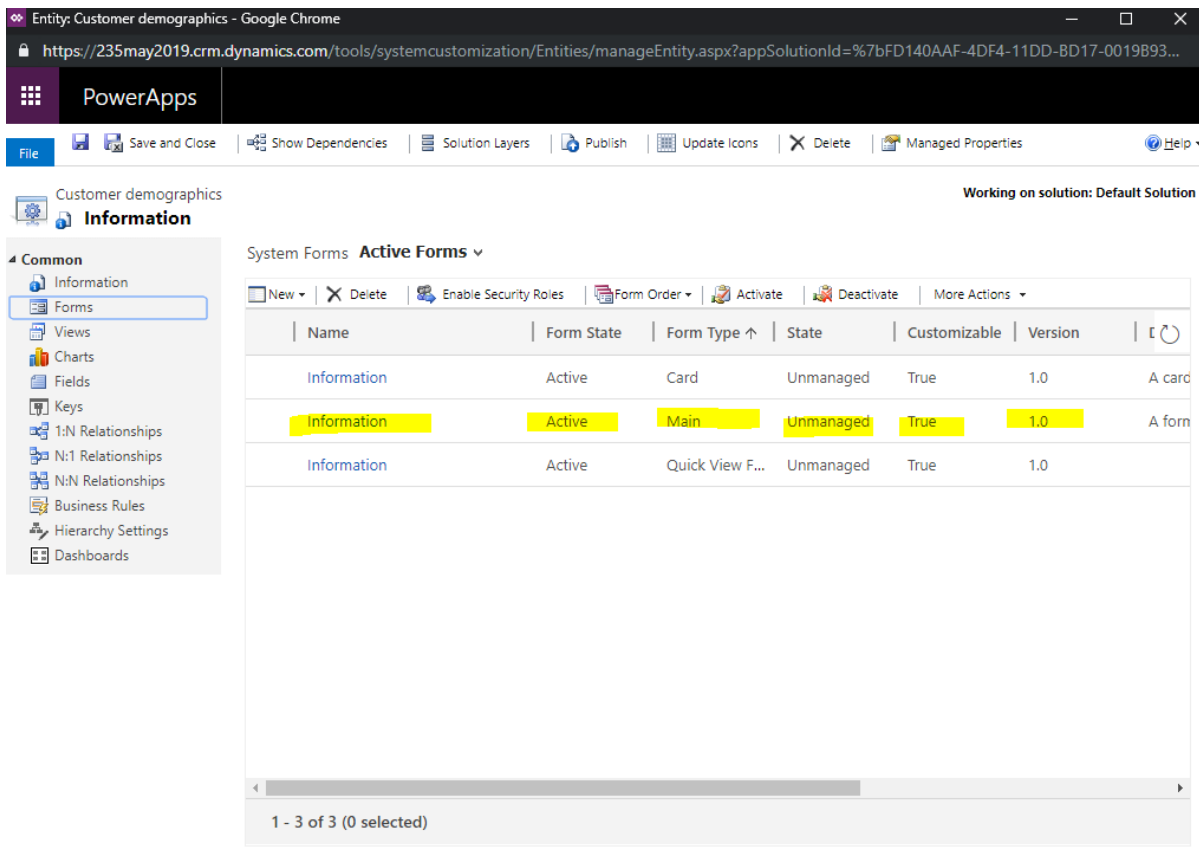 Entity: Customer demographics - Google Chrome
https://235may2019.crm.dynamics.com/tools/systemcustomization/Entities/manageEntity.aspx?appSolutionId=%7bFD140AAF-4DF4-11DD-BD17-0019B93...
PowerApps
File Save and Close Show Dependencies Solution Layers Publish Update Icons Delete Managed Properties Help
Customer demographics
Information
Working on solution: Default Solution
Common
Information
Forms
Views
Charts
Fields
Keys
1:N Relationships
N:1 Relationships
N:N Relationships
Business Rules
Hierarchy Settings
Dashboards
System Forms Active Forms
New Delete Enable Security Roles Form Order Activate Deactivate More Actions
Name Form State Form Type ↑ State Customizable Version
Information Active Card Unmanaged True 1.0 A card
Information Active Main Unmanaged True 1.0 A form
Information Active Quick View F... Unmanaged True 1.0
1 - 3 of 3 (0 selected)